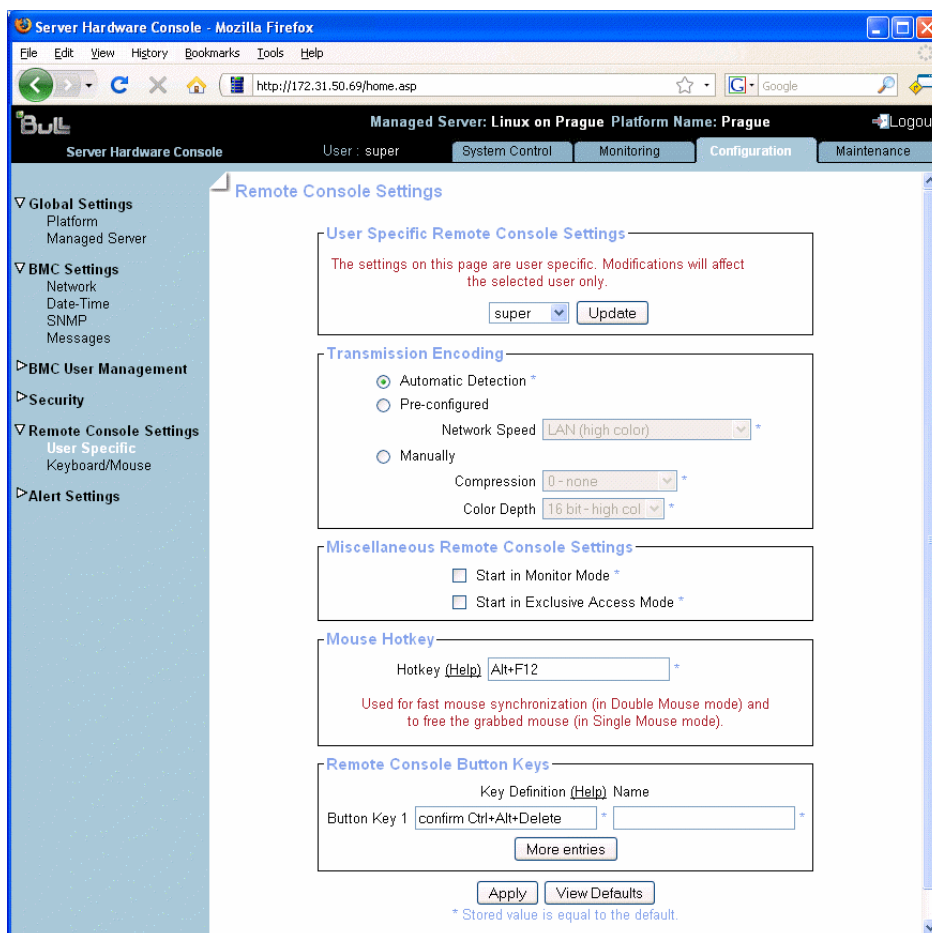 Server Hardware Console - Mozilla Firefox
File Edit View History Bookmarks Tools Help
http://172.31.50.69/home.asp
G Google
Bull
Managed Server: Linux on Prague Platform Name: Prague
Logou
Server Hardware Console
User : super
System Control
Monitoring
Configuration
Maintenance
Global Settings
Platform
Managed Server
BMC Settings
Network
Date-Time
SNMP
Messages
BMC User Management
Security
Remote Console Settings
User Specific
Keyboard/Mouse
Alert Settings
Remote Console Settings
User Specific Remote Console Settings
The settings on this page are user specific. Modifications will affect
the selected user only.
super Update
Transmission Encoding
Automatic Detection *
Pre-configured
Network Speed LAN (high color) *
Manually
Compression 0 - none *
Color Depth 16 bit - high col *
Miscellaneous Remote Console Settings
Start in Monitor Mode *
Start in Exclusive Access Mode *
Mouse Hotkey
Hotkey (Help) Alt+F12 *
Used for fast mouse synchronization (in Double Mouse mode) and
to free the grabbed mouse (in Single Mouse mode).
Remote Console Button Keys
Key Definition (Help) Name
Button Key 1 confirm Ctrl+Alt+Delete * *
More entries
Apply View Defaults
* Stored value is equal to the default.